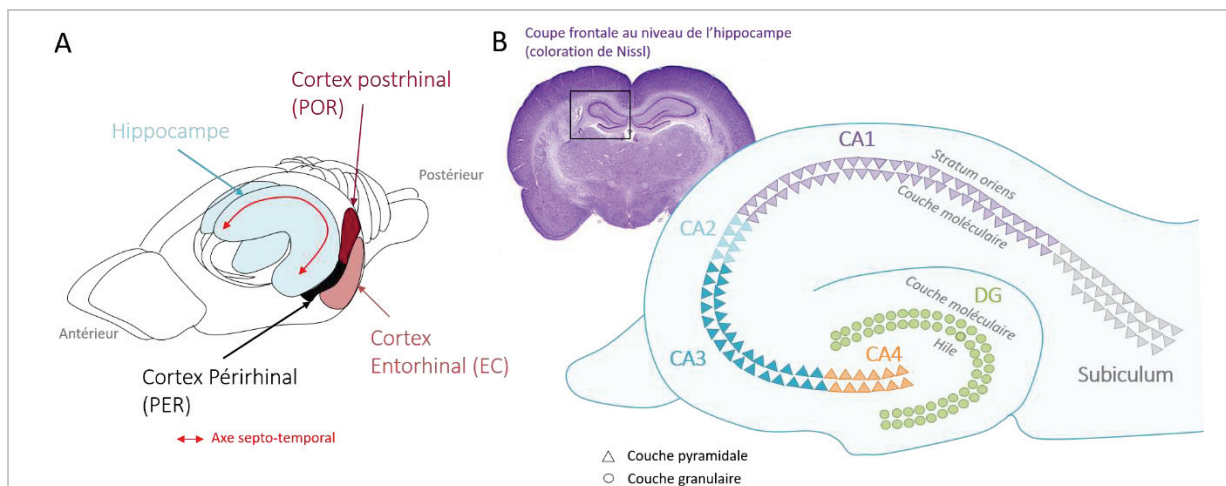 A
Cortex postrhinal
(POR)
Hippocampe
Postérieur
Antérieur
Cortex
Entorhinal (EC)
Cortex Périrhinal
(PER)
Axe septo-temporal
B
Coupe frontale au niveau de l’hippocampe
(coloration de Nissl)
CA1
Stratum oriens
Couche moléculaire
CA2
DG
Couche moléculaire
Hile
CA4
CA3
Subiculum
Couche pyramidale
Couche granulaire